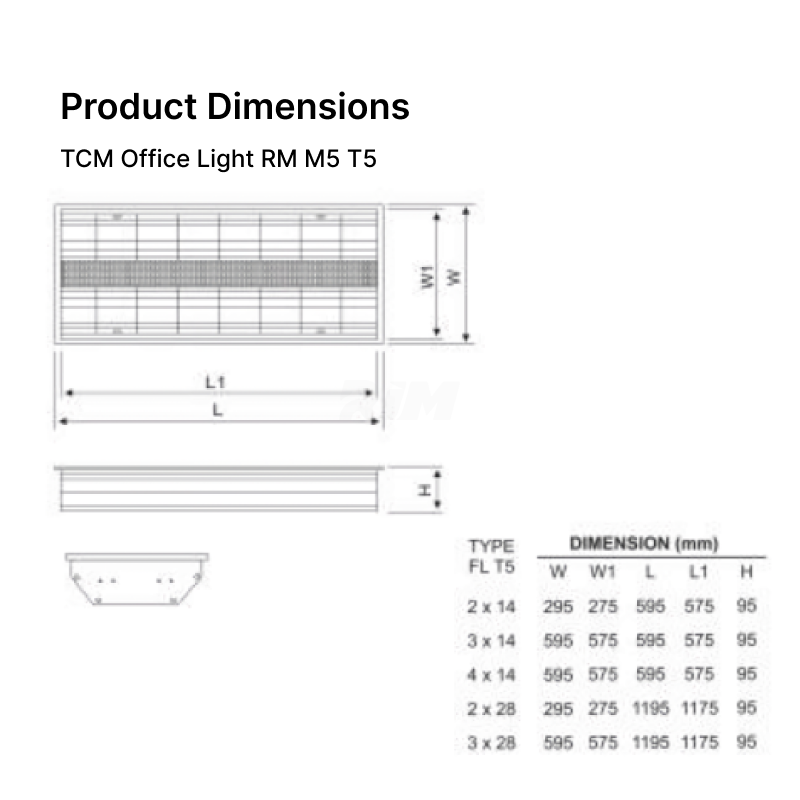 Product Dimensions
TCM Office Light RM M5 T5
W1 W
L1
L
H
TYPE DIMENSION (mm)
FL T5 W W1 L L1 H
2 x 14 295 275 595 575 95
3 x 14 595 575 595 575 95
4 x 14 595 575 595 575 95
2 x 28 295 275 1195 1175 95
3 x 28 595 575 1195 1175 95